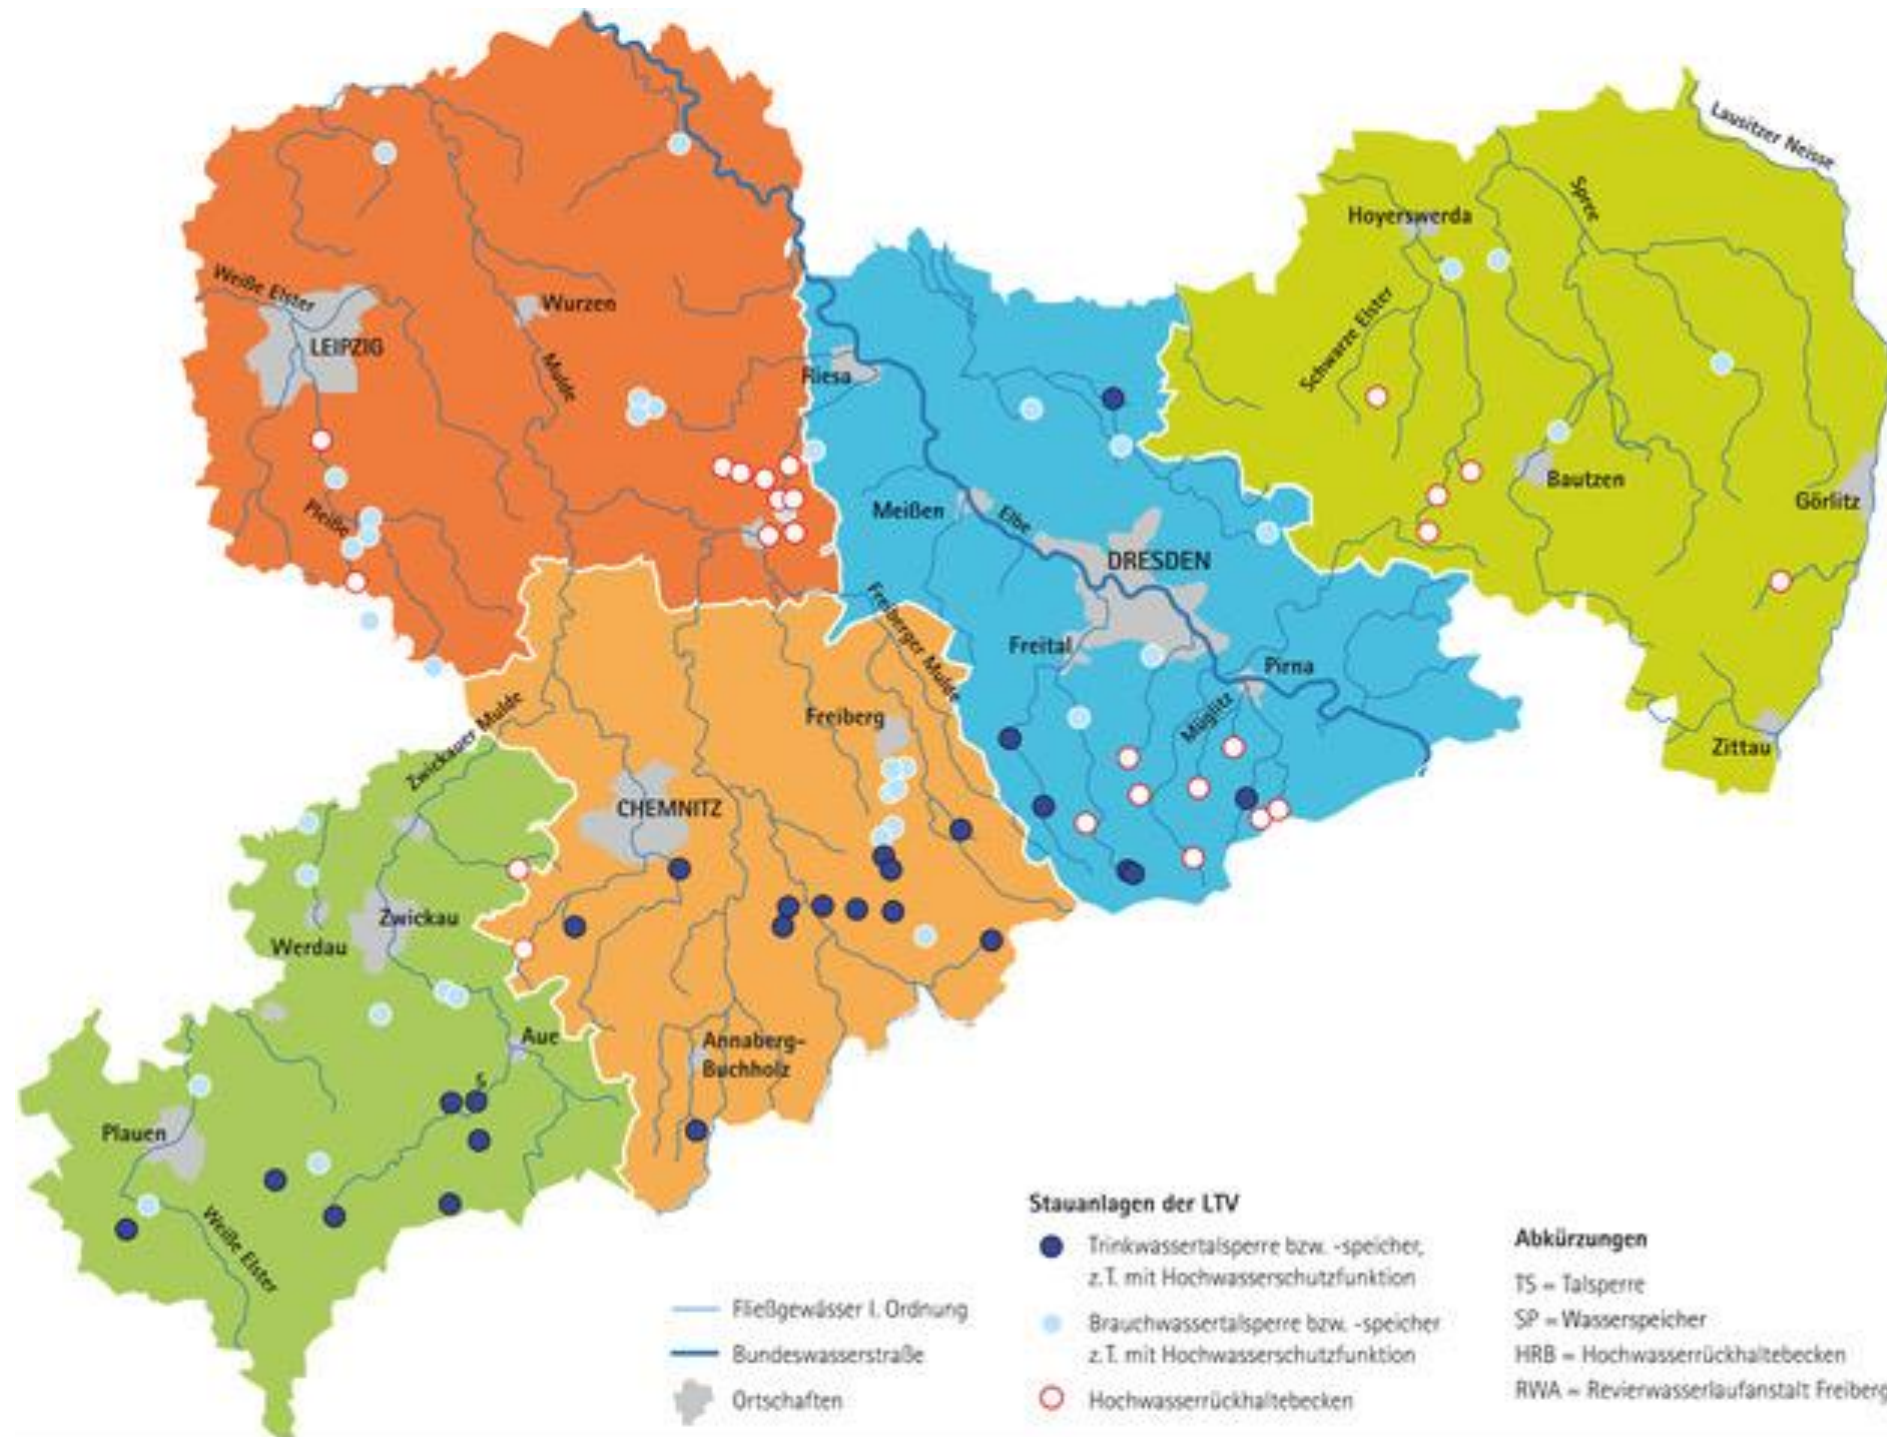 Lausitzer Neisse
Spree
Hoyerswerda
Weiße Elster
Wurzen
LEIPZIG
Schwarze Elster
Mulde
Riesa
Bautzen
Görlitz
Pleiße
Meißen
Elbe
DRESDEN
Freiberger Mulde
Freital
Pirna
Müglitz
Zwickauer Mulde
Freiberg
Zittau
CHEMNITZ
Zwickau
Werdau
Aue
Annaberg-
Buchholz
S
Plauen
Weiße Elster
Fließgewässer I. Ordnung
Bundeswasserstraße
Ortschaften
Stauanlagen der LTV
Trinkwassertalsperre bzw. -speicher,
z.T. mit Hochwasserschutzfunktion
Brauchwassertalsperre bzw. -speicher
z.T. mit Hochwasserschutzfunktion
Hochwasserrückhaltebecken
Abkürzungen
TS = Talsperre
SP = Wasserspeicher
HRB = Hochwasserrückhaltebecken
RWA = Revierwasserlaufanstalt Freiberg